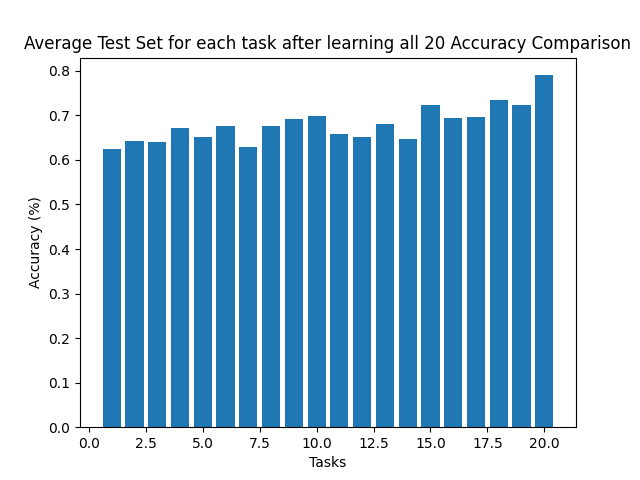 Average Test Set for each task after learning all 20 Accuracy Comparison
0.8
0.7
0.6
0.5
0.4
0.3
0.2
0.1
0.0
Accuracy (%)
0.0 2.5 5.0 7.5 10.0 12.5 15.0 17.5 20.0
Tasks